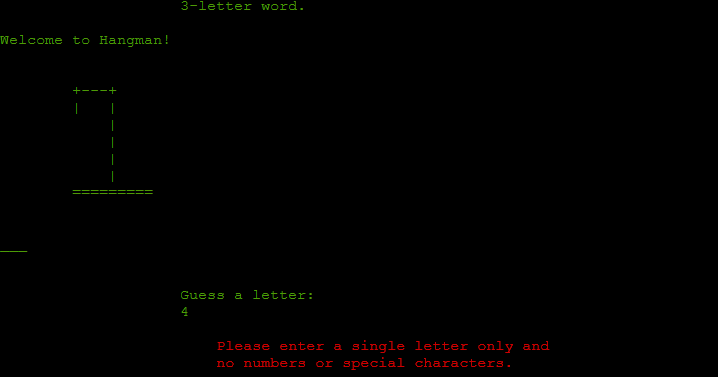 3-letter word.
Welcome to Hangman!
+---+
|   |
    |
    |
    |
    |
=========
___
Guess a letter:
4
Please enter a single letter only and
no numbers or special characters.